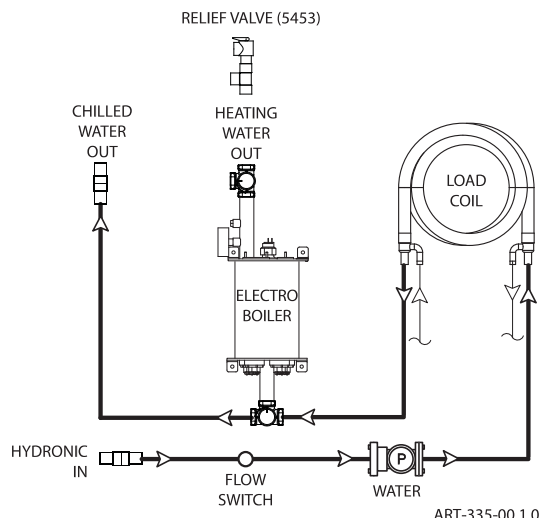 RELIEF VALVE (5453)
CHILLED
WATER
OUT
HEATING
WATER
OUT
LOAD
COIL
ELECTRO
BOILER
HYDRONIC
IN
FLOW
SWITCH
P
WATER
ART-335-00 1.0